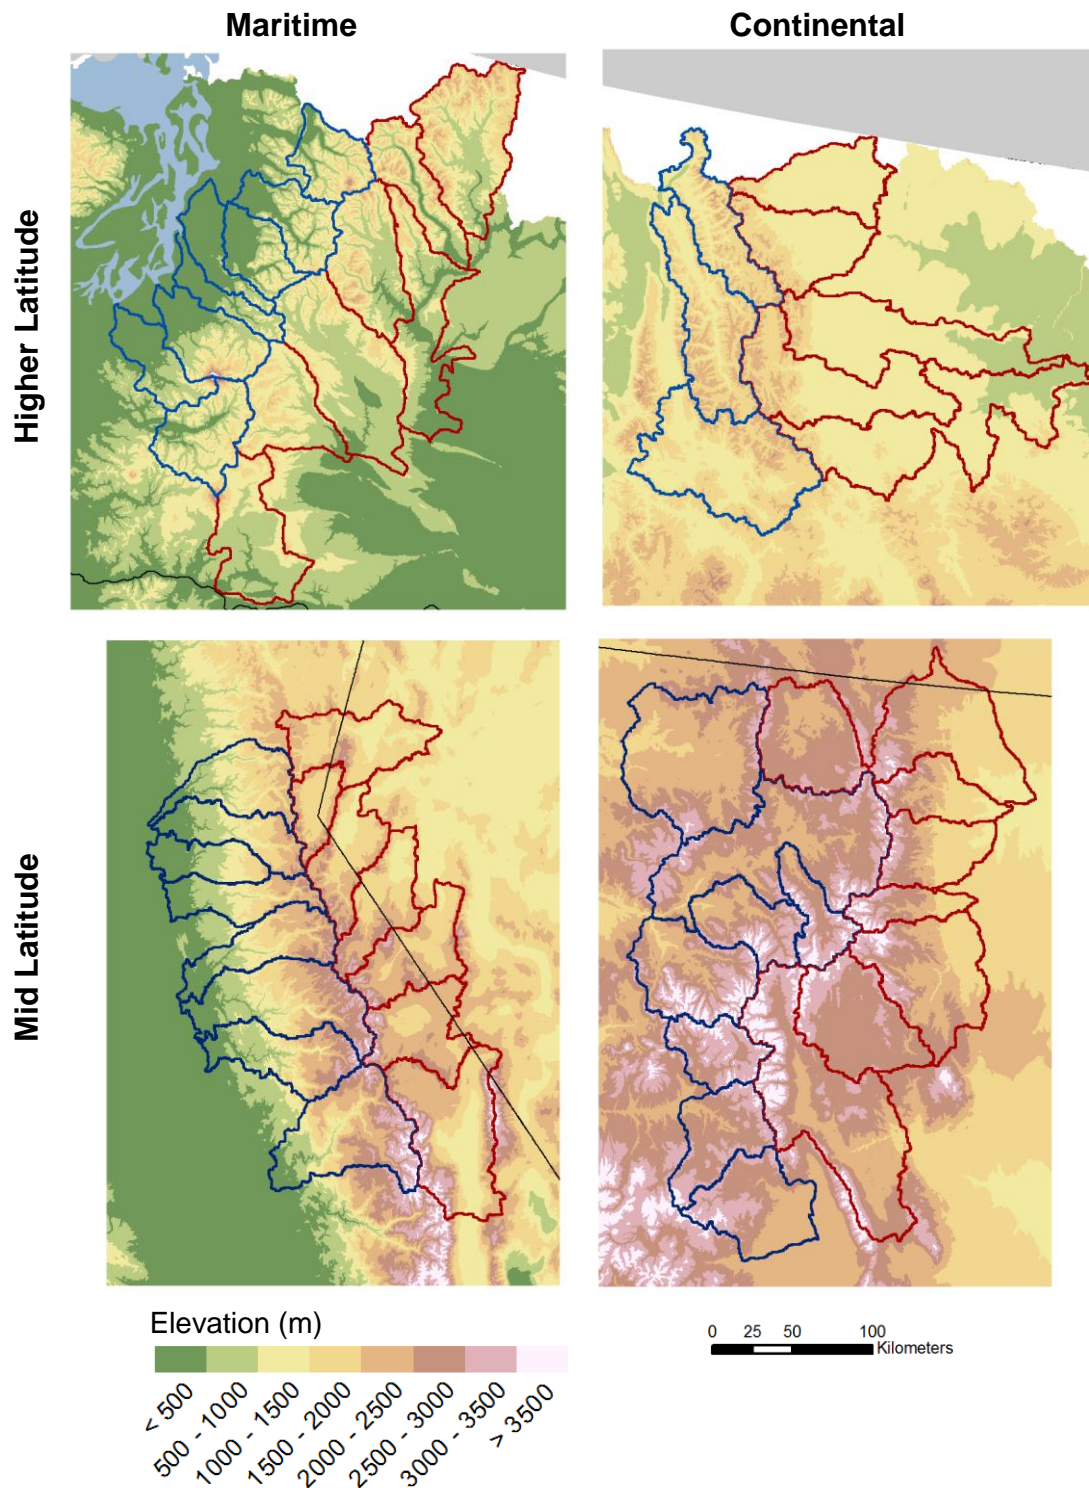 Maritime
Continental
Higher Latitude
Mid Latitude
Elevation (m)
< 500
500 - 1000
1000 - 1500
1500 - 2000
2000 - 2500
2500 - 3000
3000 - 3500
> 3500
0 25 50 100
Kilometers